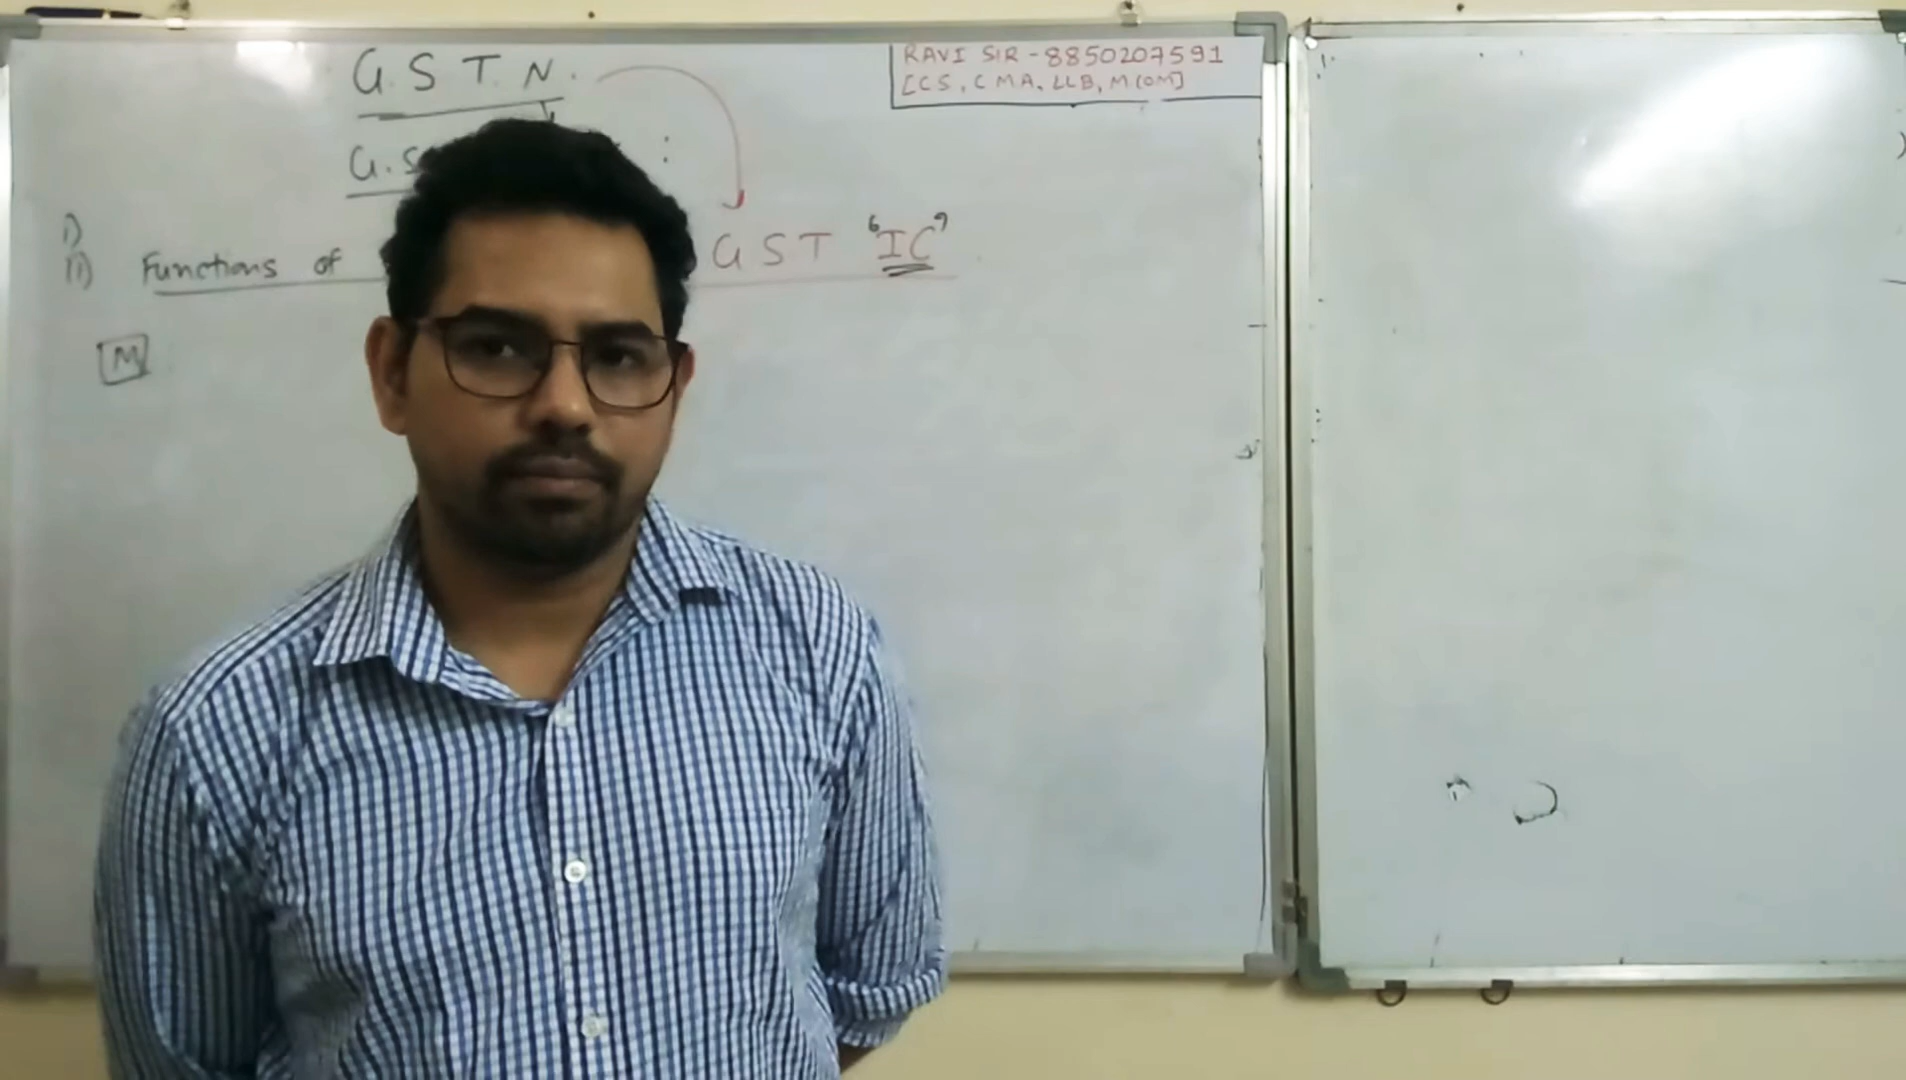 G. S T. N.
RAVI SIR - 8850207591
[CS, CMA, LLB, M.COM]
G. S :
i)
ii) Functions of GST "IC"
M